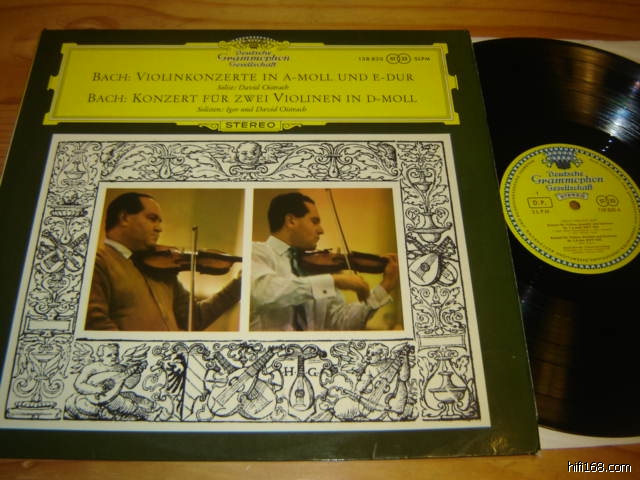 Deutsche
Grammophon
Gesellschaft
138 820 SLPM
BACH: VIOLINKONZERTE IN A-MOLL UND E-DUR
Solist: David Oistrach
BACH: KONZERT FÜR ZWEI VIOLINEN IN D-MOLL
Solisten: Igor und David Oistrach
STEREO
H G
Deutsche
Grammophon
Gesellschaft
D.P.
SLPM
hifi168.com